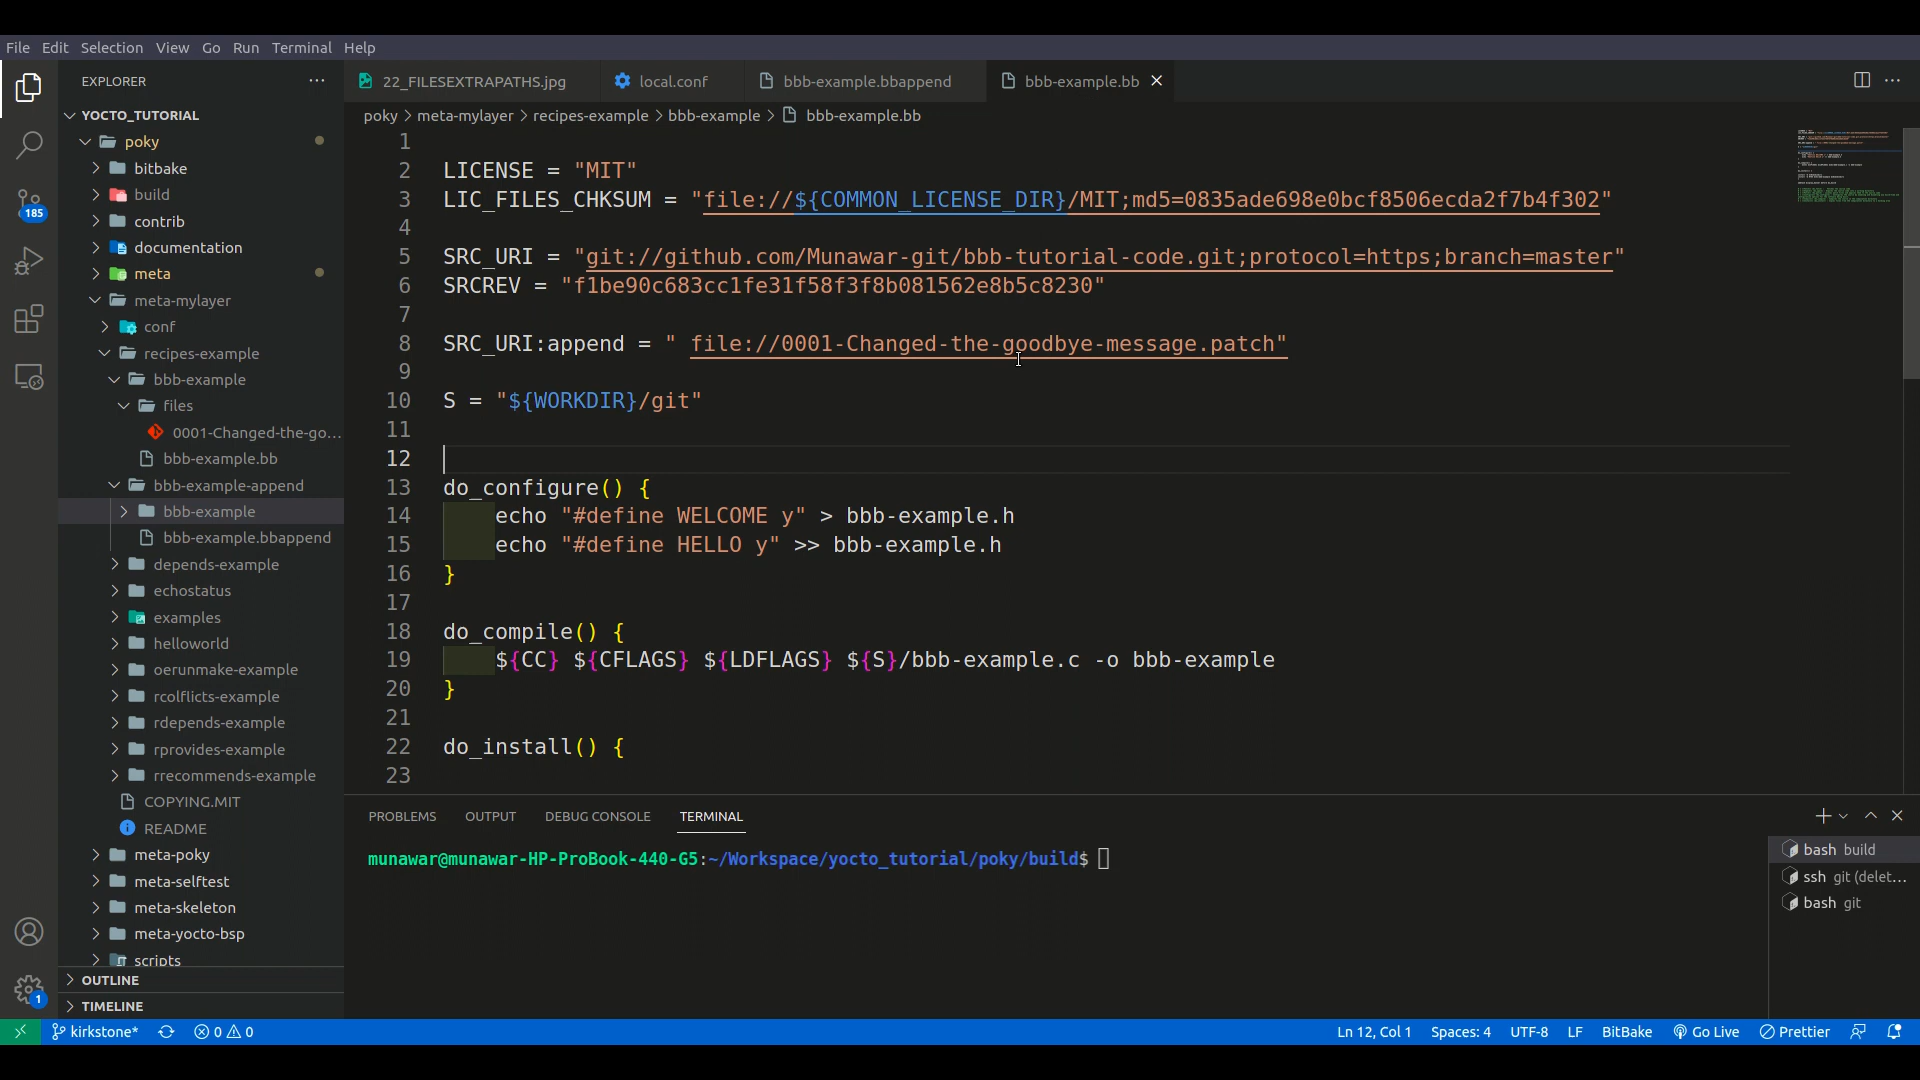 File Edit Selection View Go Run Terminal Help
EXPLORER
22_FILESEXTRAPATHS.jpg
local.conf
bbb-example.bbappend
bbb-example.bb
poky > meta-mylayer > recipes-example > bbb-example > bbb-example.bb
YOCTO_TUTORIAL
poky
bitbake
build
contrib
documentation
meta
meta-mylayer
conf
recipes-example
bbb-example
files
0001-Changed-the-go...
bbb-example.bb
bbb-example-append
bbb-example
bbb-example.bbappend
depends-example
echostatus
examples
helloworld
oerunmake-example
rcolflicts-example
rdepends-example
rprovides-example
rrecommends-example
COPYING.MIT
README
meta-poky
meta-selftest
meta-skeleton
meta-yocto-bsp
scripts
OUTLINE
TIMELINE
185
1
1
2 LICENSE = "MIT"
3 LIC_FILES_CHKSUM = "file://${COMMON_LICENSE_DIR}/MIT;md5=0835ade698e0bcf8506ecda2f7b4f302"
4
5 SRC_URI = "git://github.com/Munawar-git/bbb-tutorial-code.git;protocol=https;branch=master"
6 SRCREV = "f1be90c683cc1fe31f58f3f8b081562e8b5c8230"
7
8 SRC_URI:append = " file://0001-Changed-the-goodbye-message.patch"
9
10 S = "${WORKDIR}/git"
11
12
13 do_configure() {
14 echo "#define WELCOME y" > bbb-example.h
15 echo "#define HELLO y" >> bbb-example.h
16 }
17
18 do_compile() {
19 ${CC} ${CFLAGS} ${LDFLAGS} ${S}/bbb-example.c -o bbb-example
20 }
21
22 do_install() {
23
PROBLEMS OUTPUT DEBUG CONSOLE TERMINAL
munawar@munawar-HP-ProBook-440-G5:~/Workspace/yocto_tutorial/poky/build$
bash build
ssh git (delet...
bash git
kirkstone* 0 0 Ln 12, Col 1 Spaces: 4 UTF-8 LF BitBake Go Live Prettier